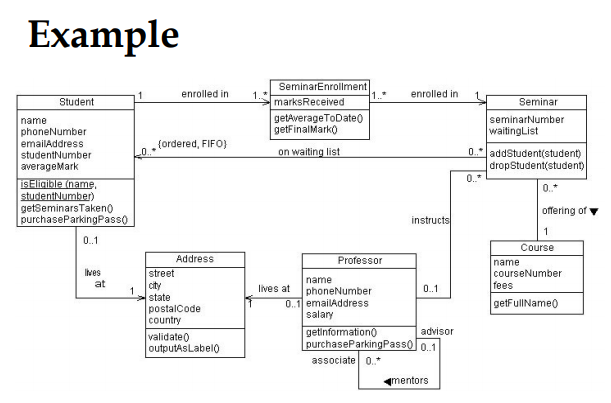 Example
Student
name
phoneNumber
emailAddress
studentNumber
averageMark
isEligible (name,
studentNumber)
getSeminarsTaken()
purchaseParkingPass()
1
enrolled in
1..*
SeminarEnrollment
marksReceived
getAverageToDate()
getFinalMark()
1..*
enrolled in
1
Seminar
seminarNumber
waitingList
addStudent(student)
dropStudent(student)
0..*
{ordered, FIFO}
on waiting list
0..*
0..*
0..*
offering of ▼
1
instructs
Course
name
courseNumber
fees
getFullName()
0..1
lives
at
1
Address
street
city
state
postalCode
country
validate()
outputAsLabel()
lives at
1
0..1
Professor
name
phoneNumber
emailAddress
salary
getInformation()
purchaseParkingPass()
0..1
advisor
0..1
associate
0..*
◀mentors